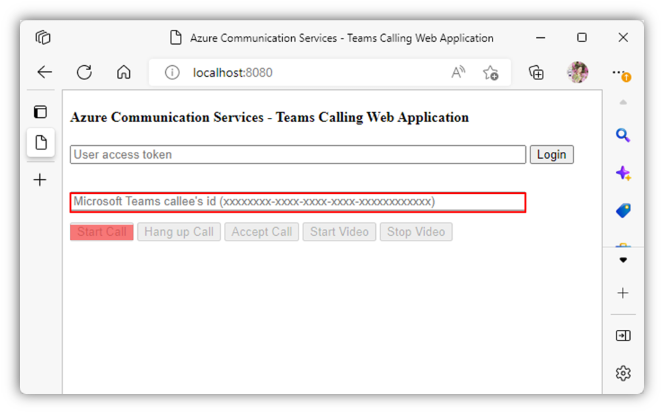 Azure Communication Services - Teams Calling Web Application
localhost:8080
Azure Communication Services - Teams Calling Web Application
User access token Login
Microsoft Teams callee's id (xxxxxxxx-xxxx-xxxx-xxxx-xxxxxxxxxxxx)
Start Call Hang up Call Accept Call Start Video Stop Video